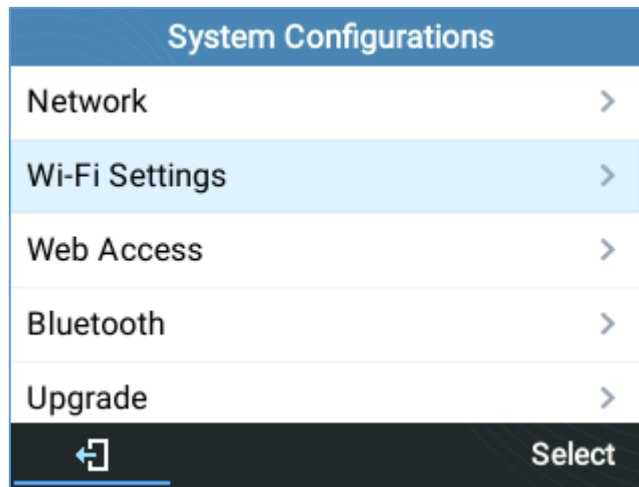 System Configurations
Network
Wi-Fi Settings
Web Access
Bluetooth
Upgrade
Select